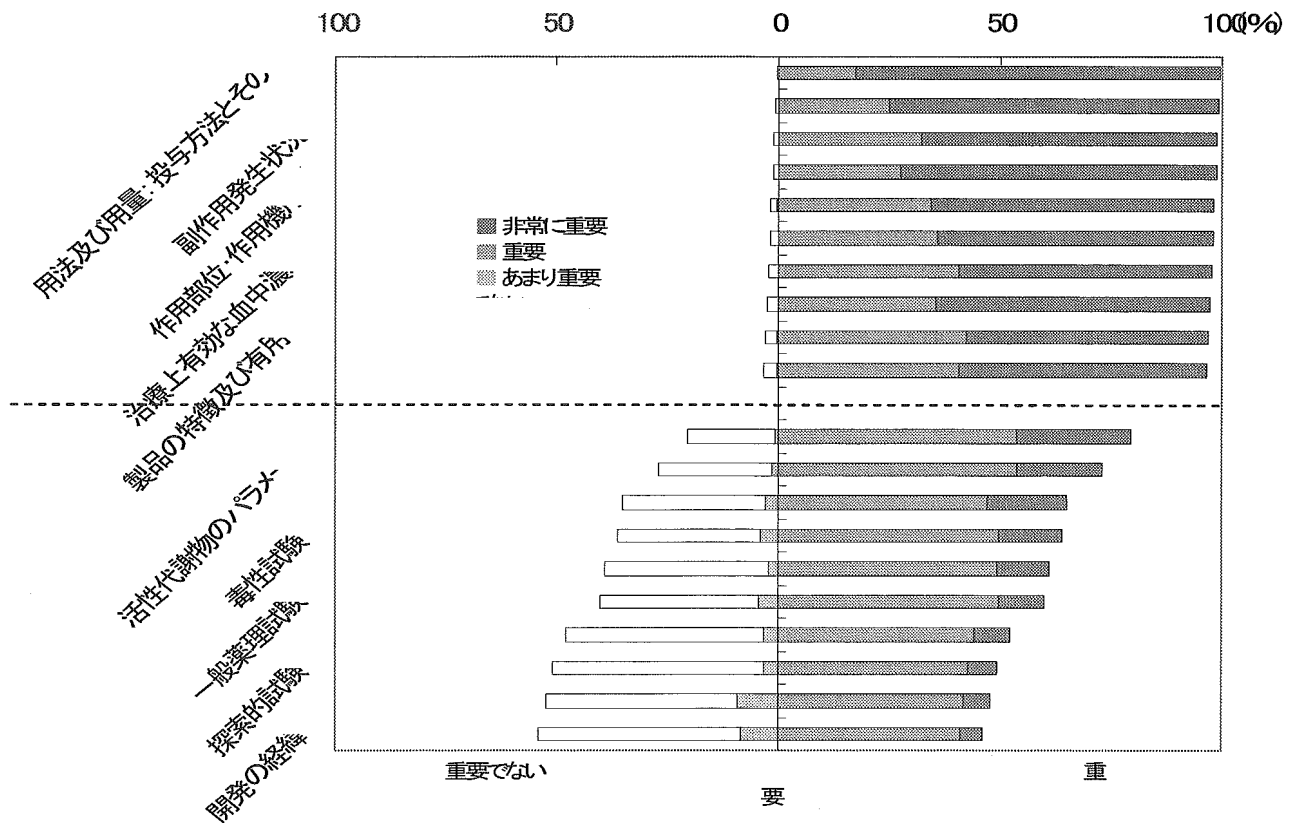 100 50 0 50 100(%)
用法及び用量:投与方法とその
副作用発生状況
作用部位・作用機
治療上有効な血中濃
製品の特徴及び有用
活性代謝物のパラメー
毒性試験
一般薬理試験
探索的試験
開発の経緯
非常に重要
重要
あまり重要
重要でない 重
要